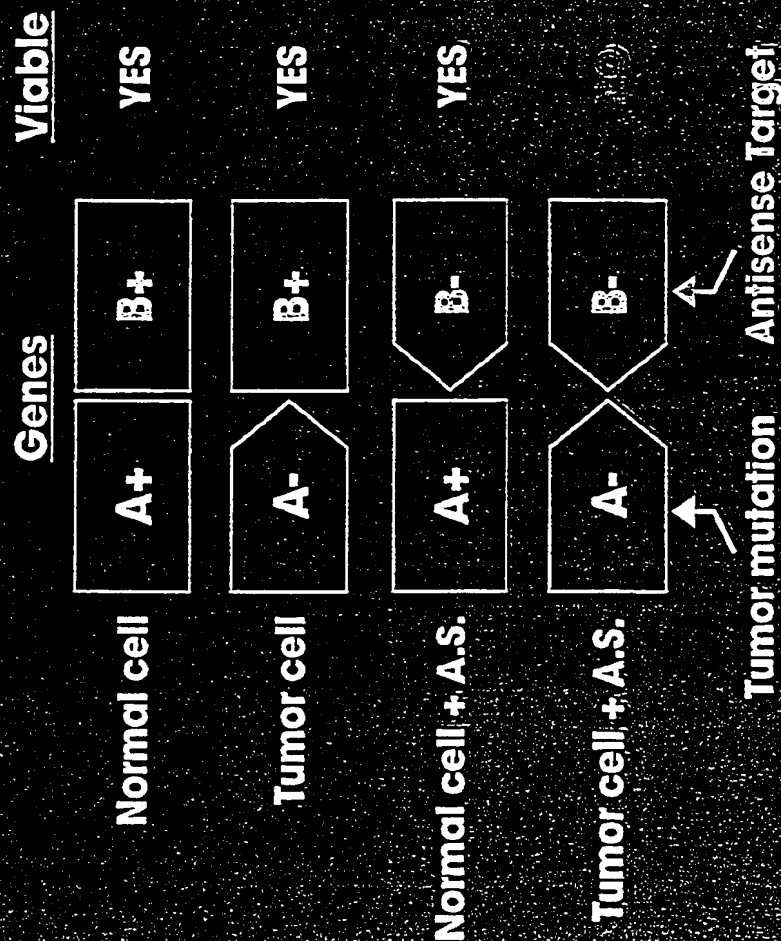 Genes Viable
Normal cell A+ B+ YES
Tumor cell A- B+ YES
Normal cell + A.S. A+ B- YES
Tumor cell + A.S. A- B-
Tumor mutation Antisense Target